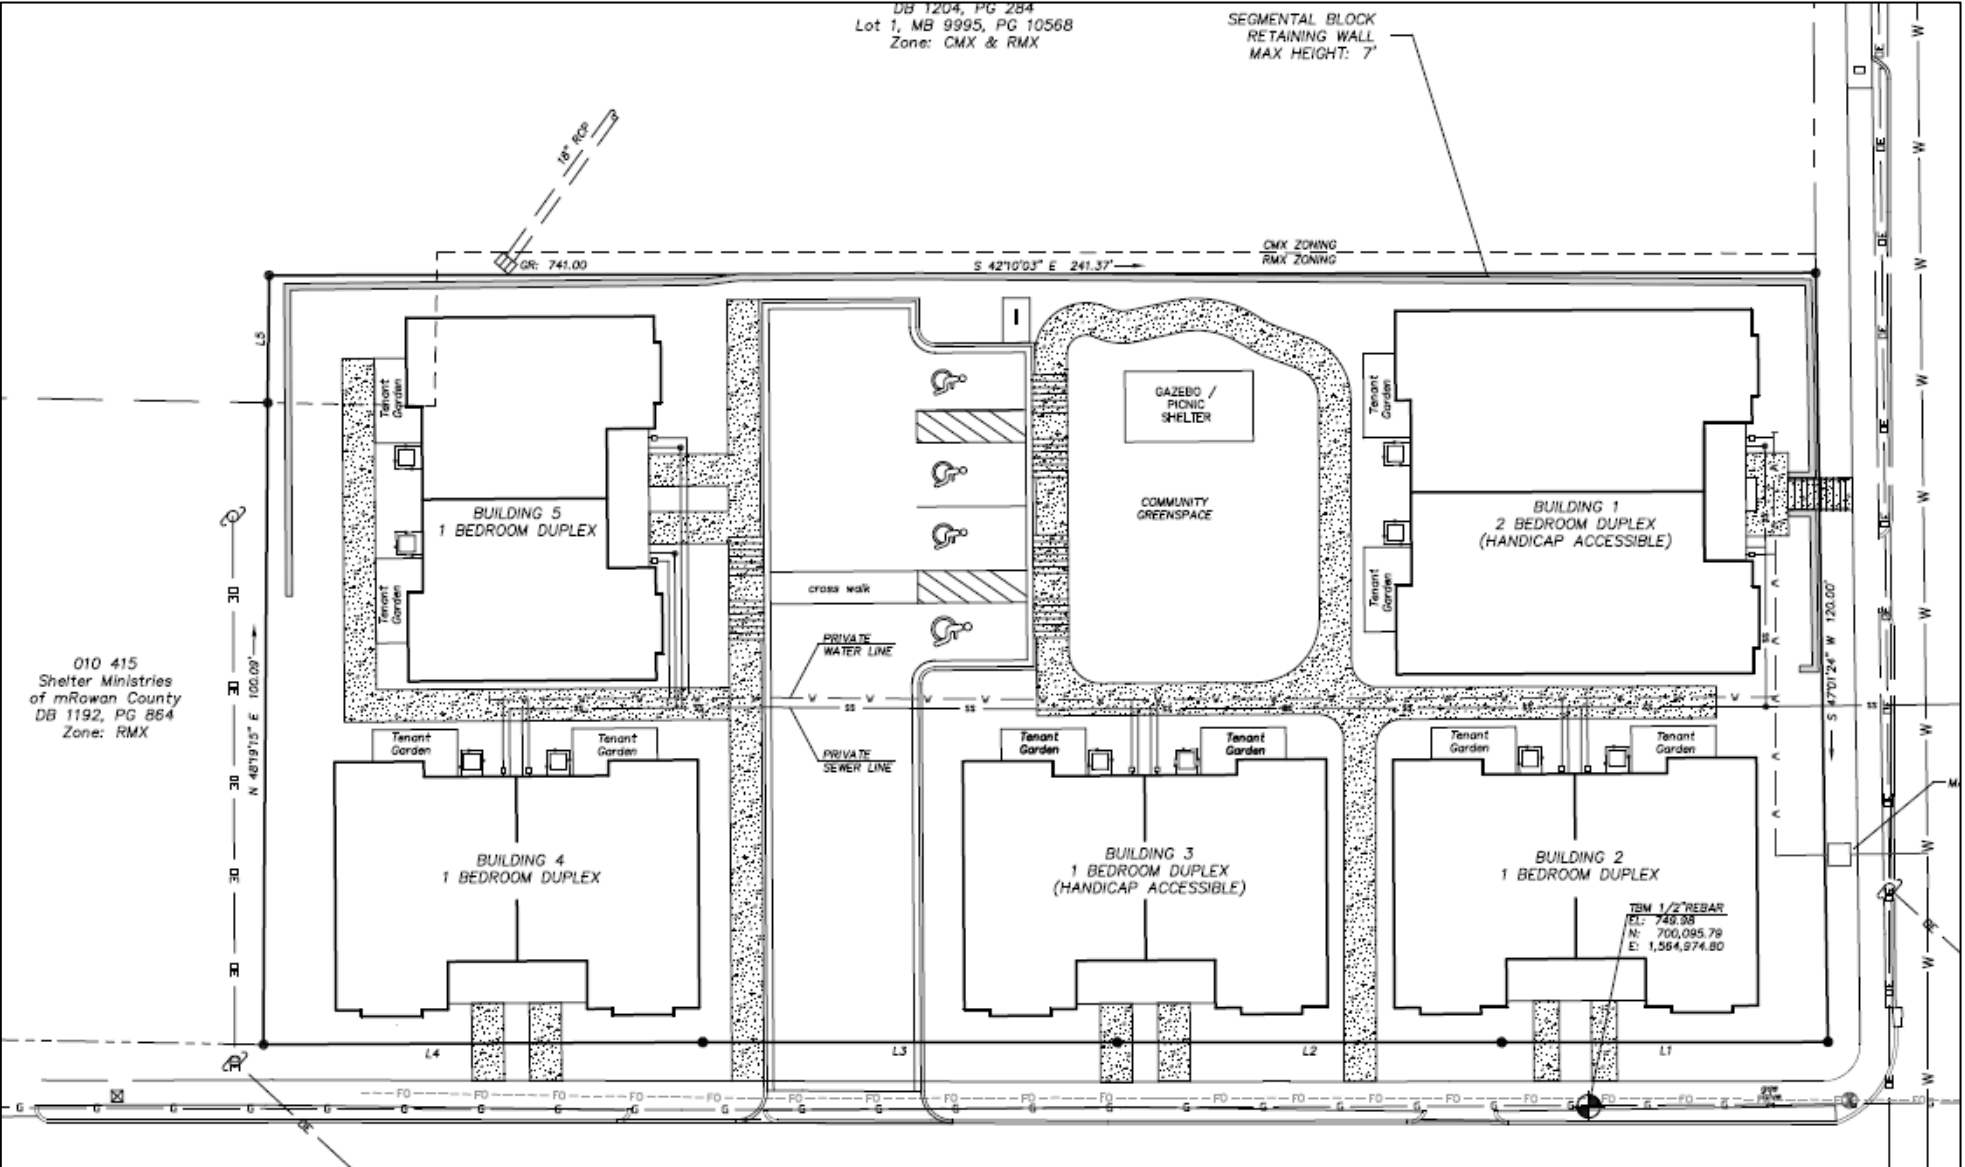 DB 1204, PG 284
Lot 1, MB 9995, PG 10568
Zone: CMX & RMX
SEGMENTAL BLOCK
RETAINING WALL
MAX HEIGHT: 7'
18" RCP
GR: 741.00
S 42°10'03" E 241.37'
CMX ZONING
RMX ZONING
L5
Tenant
Garden
Tenant
Garden
BUILDING 5
1 BEDROOM DUPLEX
GAZEBO /
PICNIC
SHELTER
COMMUNITY
GREENSPACE
cross walk
Tenant
Garden
Tenant
Garden
BUILDING 1
2 BEDROOM DUPLEX
(HANDICAP ACCESSIBLE)
010 415
Shelter Ministries
of mRowan County
DB 1192, PG 864
Zone: RMX
N 48°19'15" E 100.09'
S 47°01'24" W 120.00'
PRIVATE
WATER LINE
PRIVATE
SEWER LINE
Tenant
Garden
Tenant
Garden
Tenant
Garden
Tenant
Garden
Tenant
Garden
Tenant
Garden
BUILDING 4
1 BEDROOM DUPLEX
BUILDING 3
1 BEDROOM DUPLEX
(HANDICAP ACCESSIBLE)
BUILDING 2
1 BEDROOM DUPLEX
TBM 1/2"REBAR
EL: 749.98
N: 700,095.79
E: 1,564,974.80
L4
L3
L2
L1